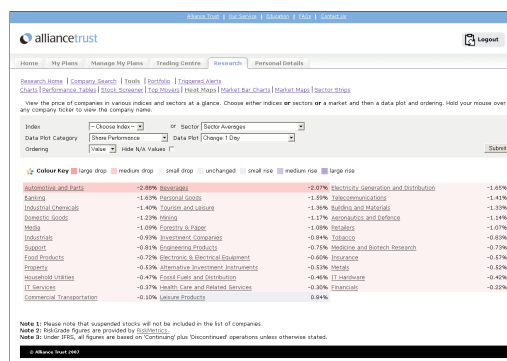 Alliance Trust | Our Service | Education | FAQs | Contact Us
alliancetrust
Logout
Home My Plans Manage My Plans Trading Centre Research Personal Details
Research Home | Company Search | Tools | Portfolio | Triggered Alerts
Charts | Performance Tables | Stock Screener | Top Movers | Heat Maps | Market Bar Charts | Market Maps | Sector Strips
View the price of companies in various indices and sectors at a glance. Choose either indices or sectors or a market and then a data plot and ordering. Hold your mouse over
any company ticker to view the company name.
Index -- Choose Index -- or Sector Sector Averages
Data Plot Category Share Performance Data Plot Change: 1 Day
Ordering Value Hide N/A Values Submit
Colour Key large drop medium drop small drop unchanged small rise medium rise large rise
Automotive and Parts -2.88% Beverages -2.07% Electricity Generation and Distribution -1.65%
Banking -1.63% Personal Goods -1.59% Telecommunications -1.41%
Industrial Chemicals -1.40% Tourism and Leisure -1.36% Building and Materials -1.33%
Domestic Goods -1.23% Mining -1.17% Aeronautics and Defence -1.14%
Media -1.09% Forestry & Paper -1.08% Retailers -1.07%
Industrials -0.93% Investment Companies -0.84% Tobacco -0.83%
Support -0.81% Engineering Products -0.75% Medicine and Biotech Research -0.73%
Food Products -0.72% Electronic & Electrical Equipment -0.60% Insurance -0.57%
Property -0.53% Alternative Investment Instruments -0.53% Metals -0.52%
Household Utilities -0.47% Fossil Fuels and Distribution -0.46% IT Hardware -0.42%
IT Services -0.37% Health Care and Related Services -0.30% Financials -0.22%
Commercial Transportation -0.10% Leisure Products 0.84%
Note 1: Please note that suspended stocks will not be included in the list of companies.
Note 2: RiskGrade figures are provided by RiskMetrics.
Note 3: Under IFRS, all figures are based on 'Continuing' plus 'Discontinued' operations unless otherwise stated.
© Alliance Trust 2007